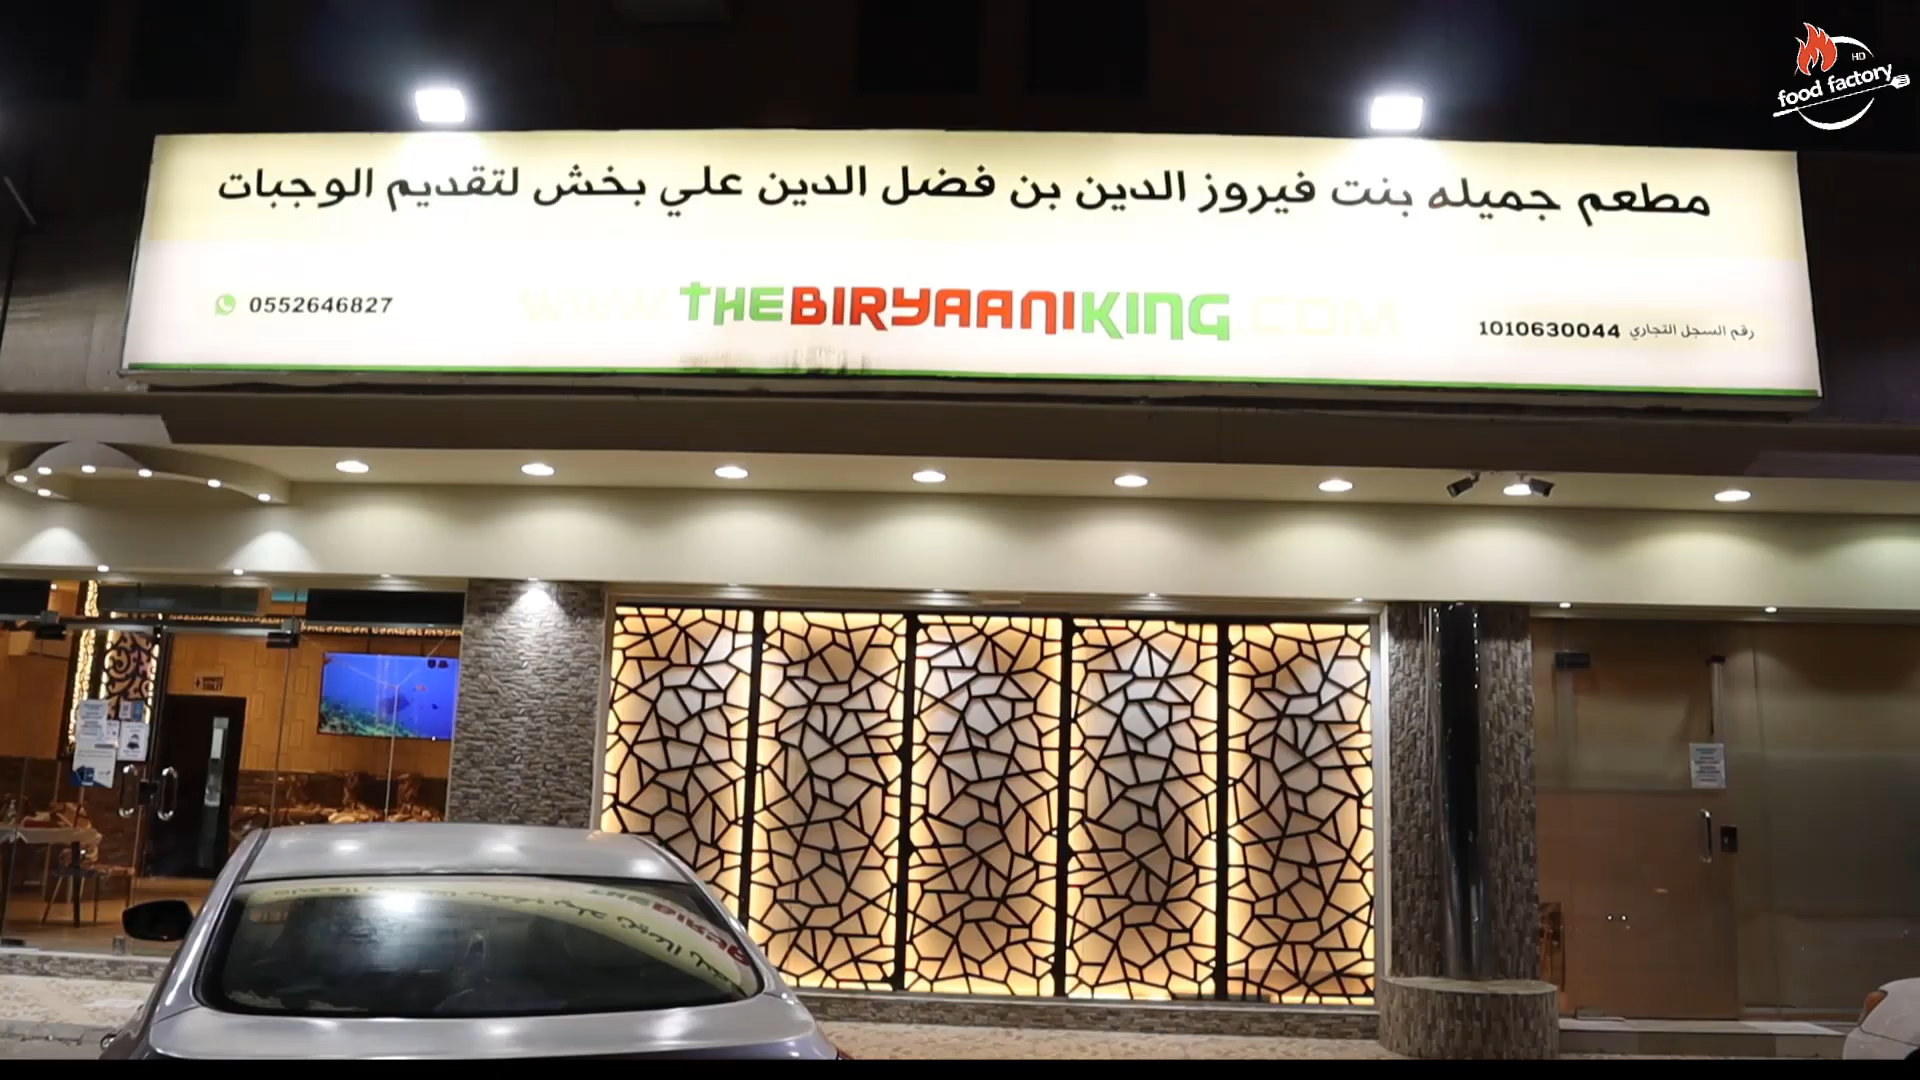 مطعم جميله بنت فيروز الدين بن فضل الدين علي بخش لتقديم الوجبات
0552646827
www.THEBIRYAANIKING.COM
رقم السجل التجاري 1010630044
HD
food factory